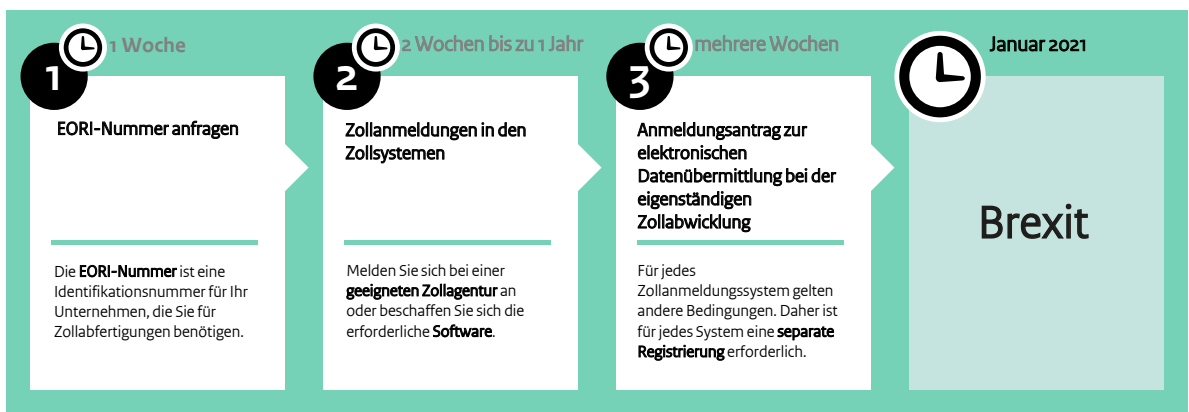 1
1 Woche
EORI-Nummer anfragen
Die EORI-Nummer ist eine
Identifikationsnummer für Ihr
Unternehmen, die Sie für
Zollabfertigungen benötigen.
2
2 Wochen bis zu 1 Jahr
Zollanmeldungen in den
Zollsystemen
Melden Sie sich bei einer
geeigneten Zollagentur an
oder beschaffen Sie sich die
erforderliche Software.
3
mehrere Wochen
Anmeldungsantrag zur
elektronischen
Datenübermittlung bei der
eigenständigen
Zollabwicklung
Für jedes
Zollanmeldungssystem gelten
andere Bedingungen. Daher ist
für jedes System eine separate
Registrierung erforderlich.
Januar 2021
Brexit